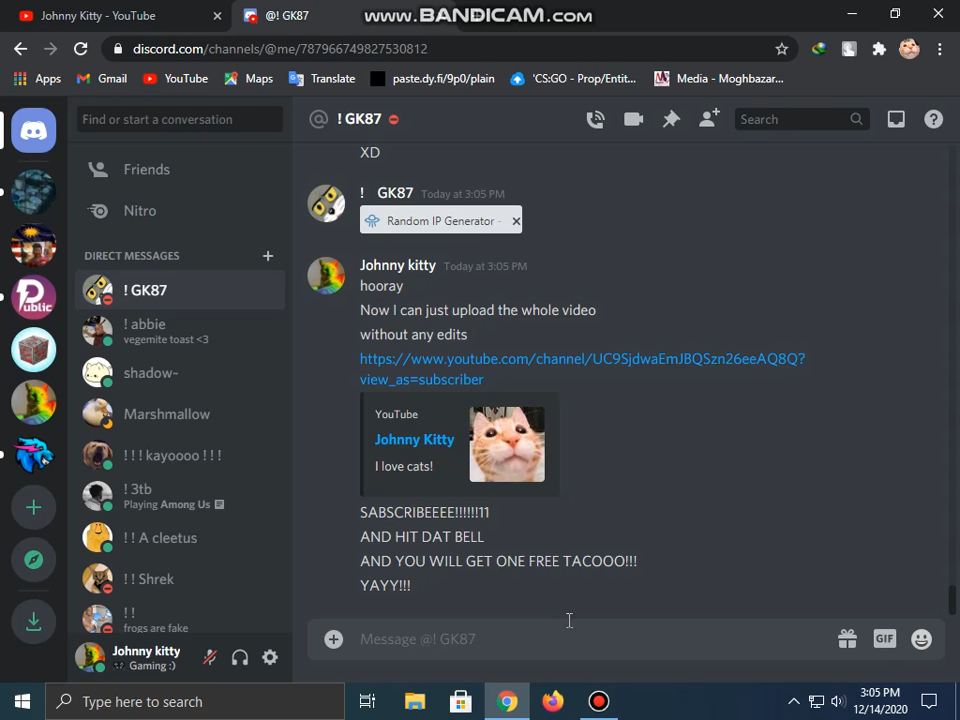 Johnny Kitty - YouTube
@! GK87
WWW.BANDICAM.COM
discord.com/channels/@me/787966749827530812
Apps
Gmail
YouTube
Maps
Translate
paste.dy.fi/9p0/plain
'CS:GO - Prop/Entit...
Media - Moghbazar...
Find or start a conversation
@ ! GK87
Search
Friends
Nitro
DIRECT MESSAGES
! GK87
! abbie
vegemite toast <3
shadow~
Marshmallow
! ! ! kayoooo ! ! !
! 3tb
Playing Among Us
! ! A cleetus
! ! Shrek
! !
frogs are fake
Johnny kitty
Gaming :)
XD
! GK87 Today at 3:05 PM
Random IP Generator -
Johnny kitty Today at 3:05 PM
hooray
Now I can just upload the whole video
without any edits
https://www.youtube.com/channel/UC9SjdwaEmJBQSzn26eeAQ8Q?
view_as=subscriber
YouTube
Johnny Kitty
I love cats!
SABSCRIBEEEE!!!!!!11
AND HIT DAT BELL
AND YOU WILL GET ONE FREE TACOOO!!!
YAYY!!!
Message @! GK87
GIF
Type here to search
3:05 PM
12/14/2020